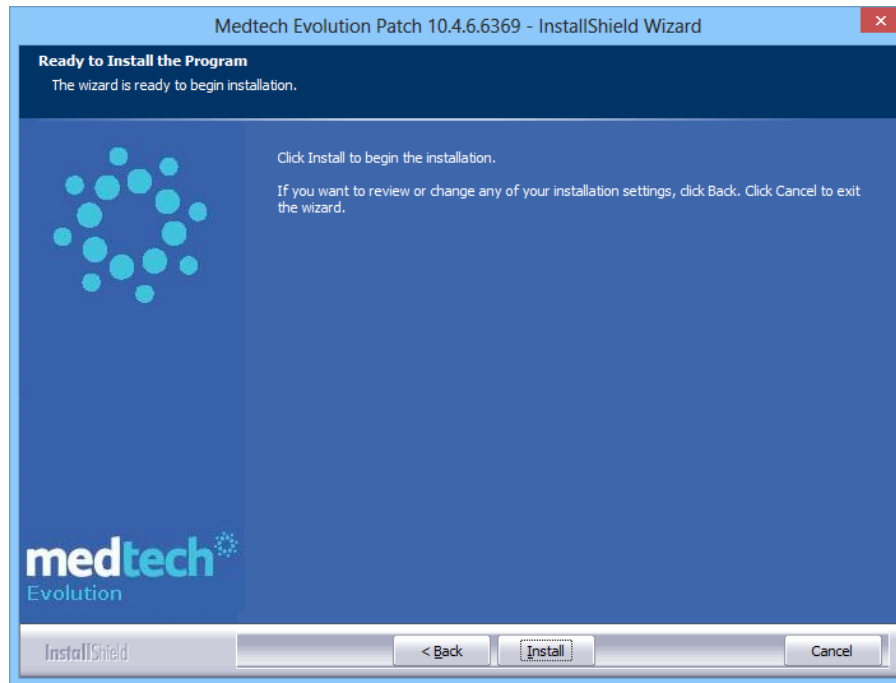 Medtech Evolution Patch 10.4.6.6369 - InstallShield Wizard
Ready to Install the Program
The wizard is ready to begin installation.
Click Install to begin the installation.
If you want to review or change any of your installation settings, click Back. Click Cancel to exit
the wizard.
medtech
Evolution
InstallShield
< Back
Install
Cancel